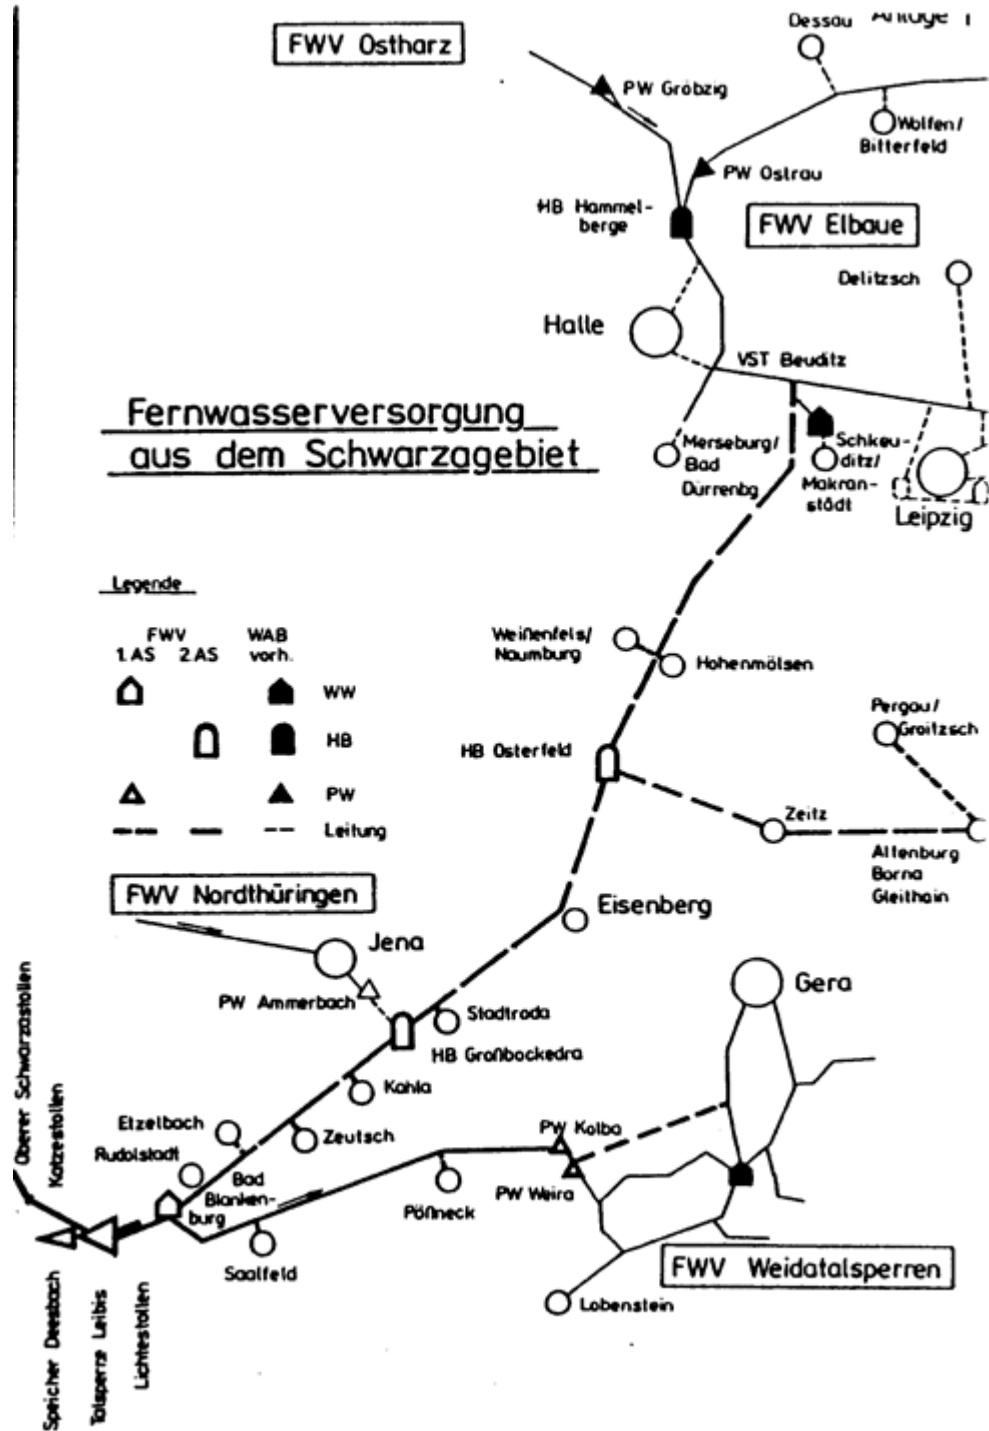 FWV Ostharz
Dessau
Anlage 1
PW Gröbzig
Wolfen/
Bitterfeld
PW Ostrau
HB Hammel-
berge
FWV Elbaue
Delitzsch
Halle
VST Beuditz
Fernwasserversorgung
aus dem Schwarzagebiet
Merseburg/
Bad
Dürrenbg
Schkeu-
ditz/
Makran-
städt
Leipzig
Legende
FWV WAB
1.AS 2.AS vorh.
WW
HB
PW
Leitung
Weißenfels/
Naumburg
Hohenmölsen
HB Osterfeld
Pergau/
Groitzsch
Zeitz
Altenburg
Borna
Gleithain
FWV Nordthüringen
Eisenberg
Jena
PW Ammerbach
Stadtroda
HB Großbockedra
Gera
Kahla
Etzelbach
Zeutsch
Rudolstadt
Bad
Blanken-
burg
PW Kolba
PW Weira
Pößneck
Saalfeld
FWV Weidatalsperren
Lobenstein
Oberer Schwarzastollen
Katzestollen
Speicher Deesbach
Talsperre Leibis
Lichtestollen